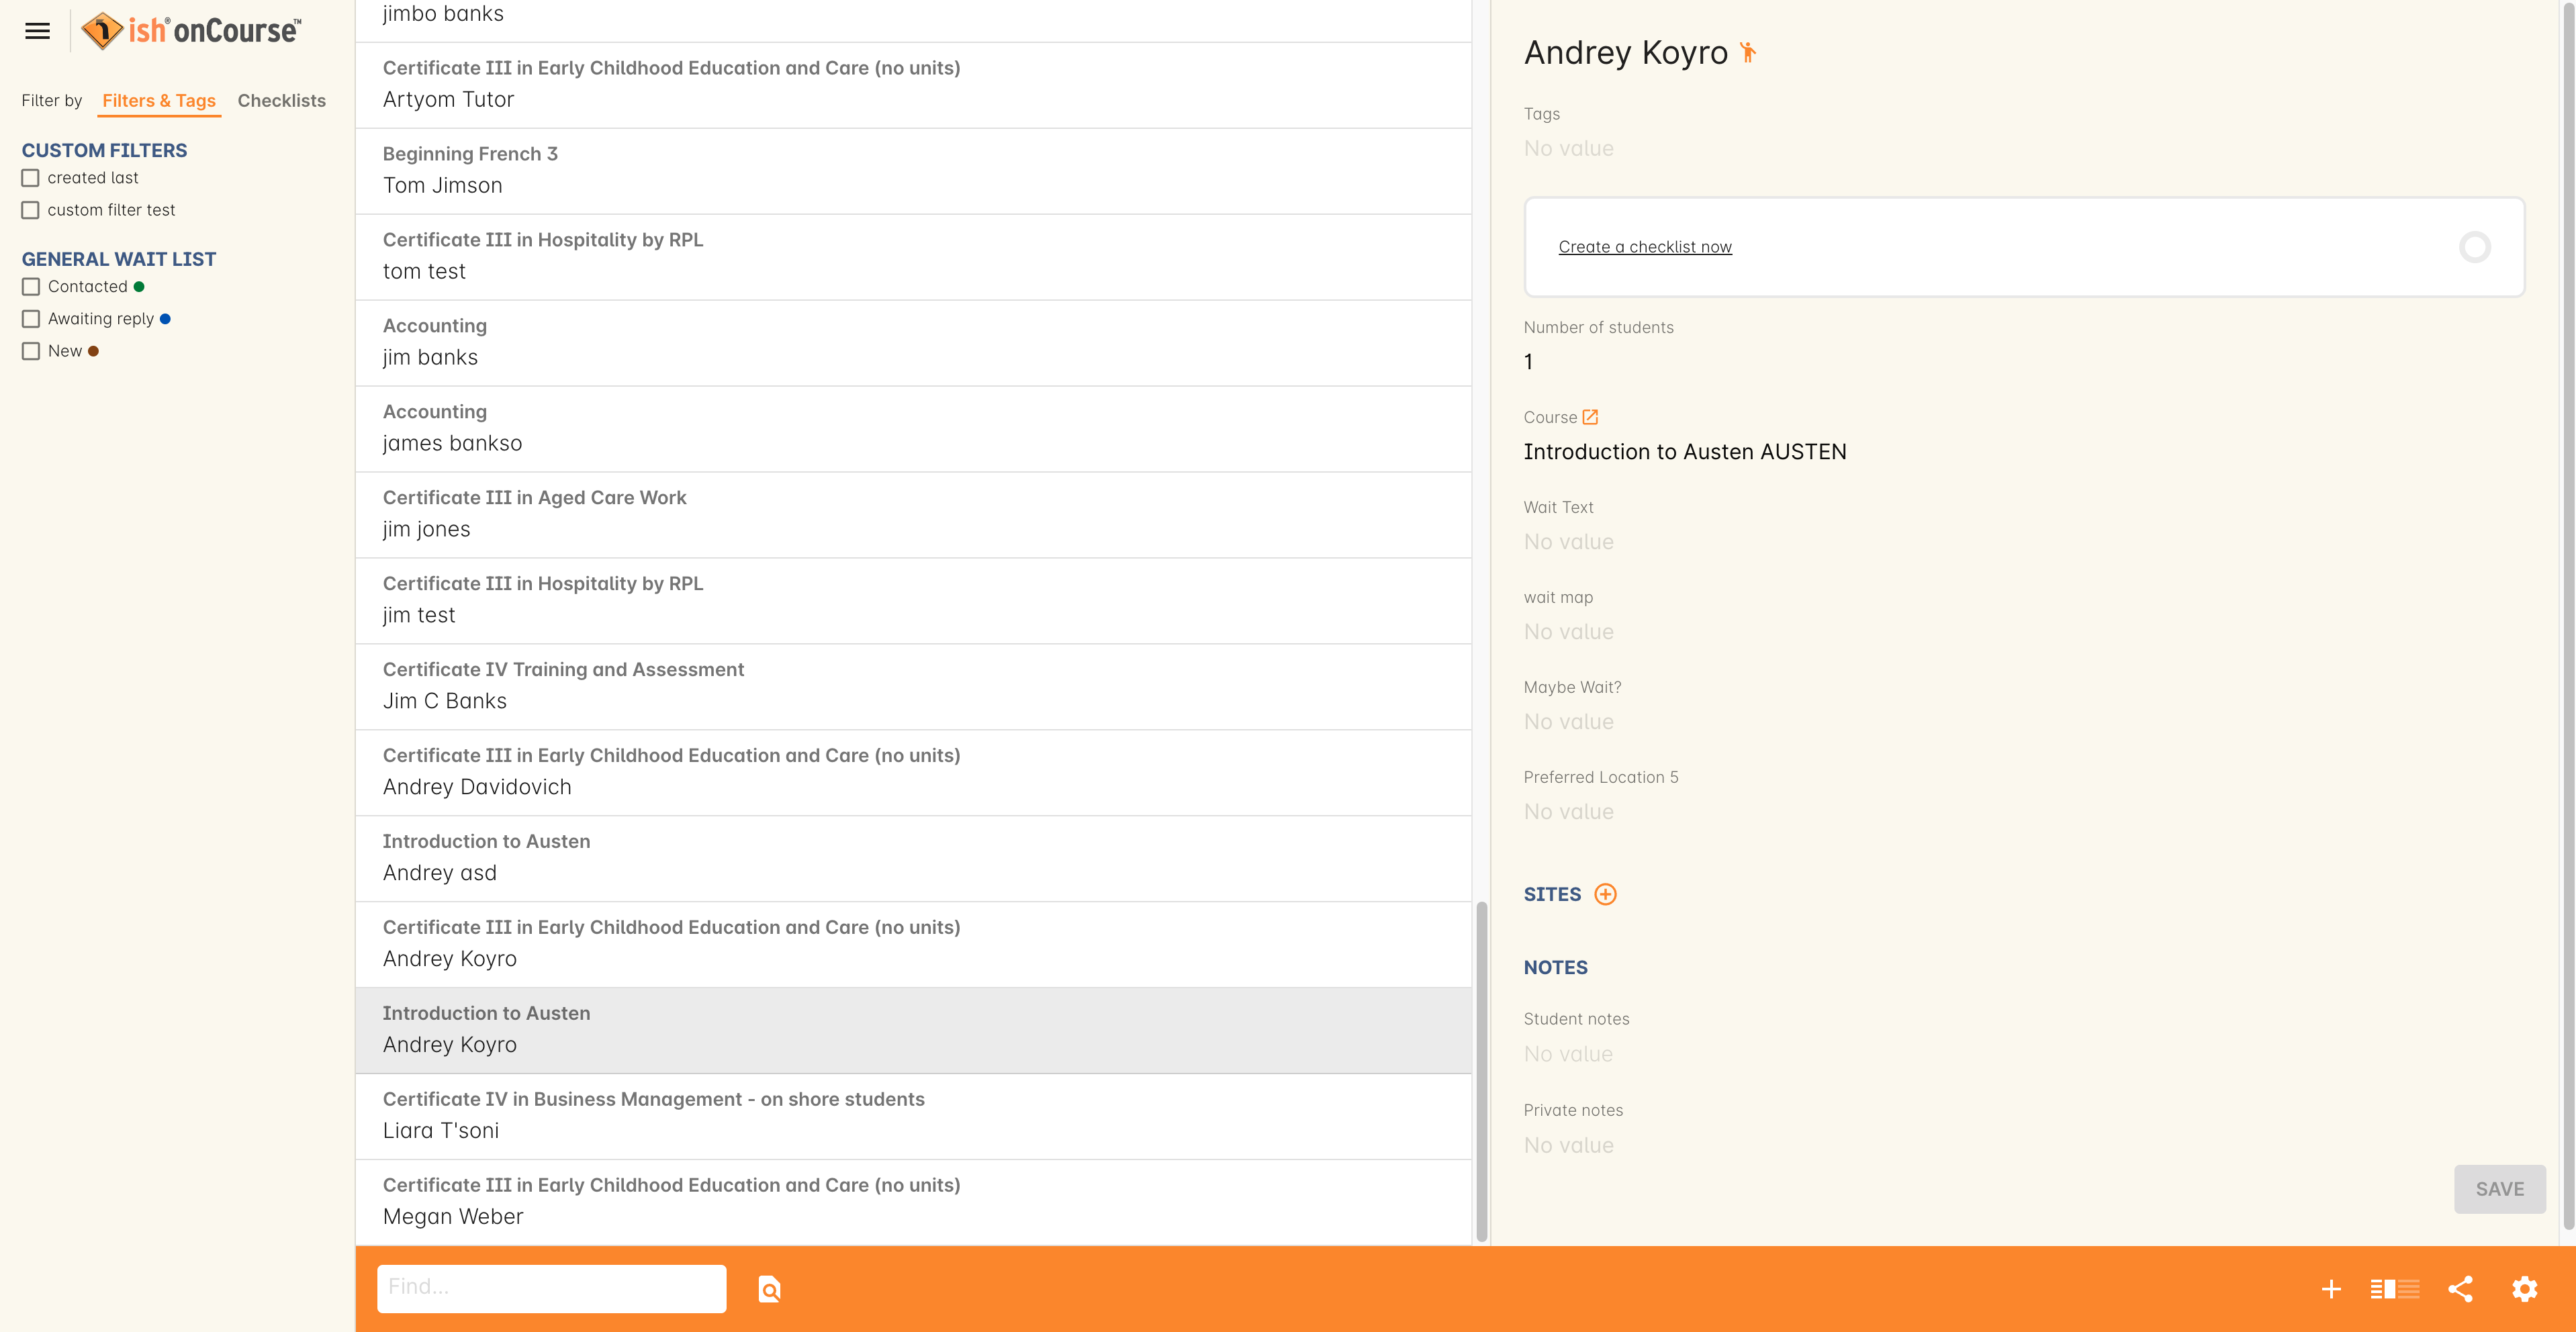 ish® onCourse™
Filter by Filters & Tags Checklists
CUSTOM FILTERS
created last
custom filter test
GENERAL WAIT LIST
Contacted
Awaiting reply
New
jimbo banks
Certificate III in Early Childhood Education and Care (no units)
Artyom Tutor
Beginning French 3
Tom Jimson
Certificate III in Hospitality by RPL
tom test
Accounting
jim banks
Accounting
james bankso
Certificate III in Aged Care Work
jim jones
Certificate III in Hospitality by RPL
jim test
Certificate IV Training and Assessment
Jim C Banks
Certificate III in Early Childhood Education and Care (no units)
Andrey Davidovich
Introduction to Austen
Andrey asd
Certificate III in Early Childhood Education and Care (no units)
Andrey Koyro
Introduction to Austen
Andrey Koyro
Certificate IV in Business Management - on shore students
Liara T'soni
Certificate III in Early Childhood Education and Care (no units)
Megan Weber
Find...
Andrey Koyro
Tags
No value
Create a checklist now
Number of students
1
Course
Introduction to Austen AUSTEN
Wait Text
No value
wait map
No value
Maybe Wait?
No value
Preferred Location 5
No value
SITES
NOTES
Student notes
No value
Private notes
No value
SAVE